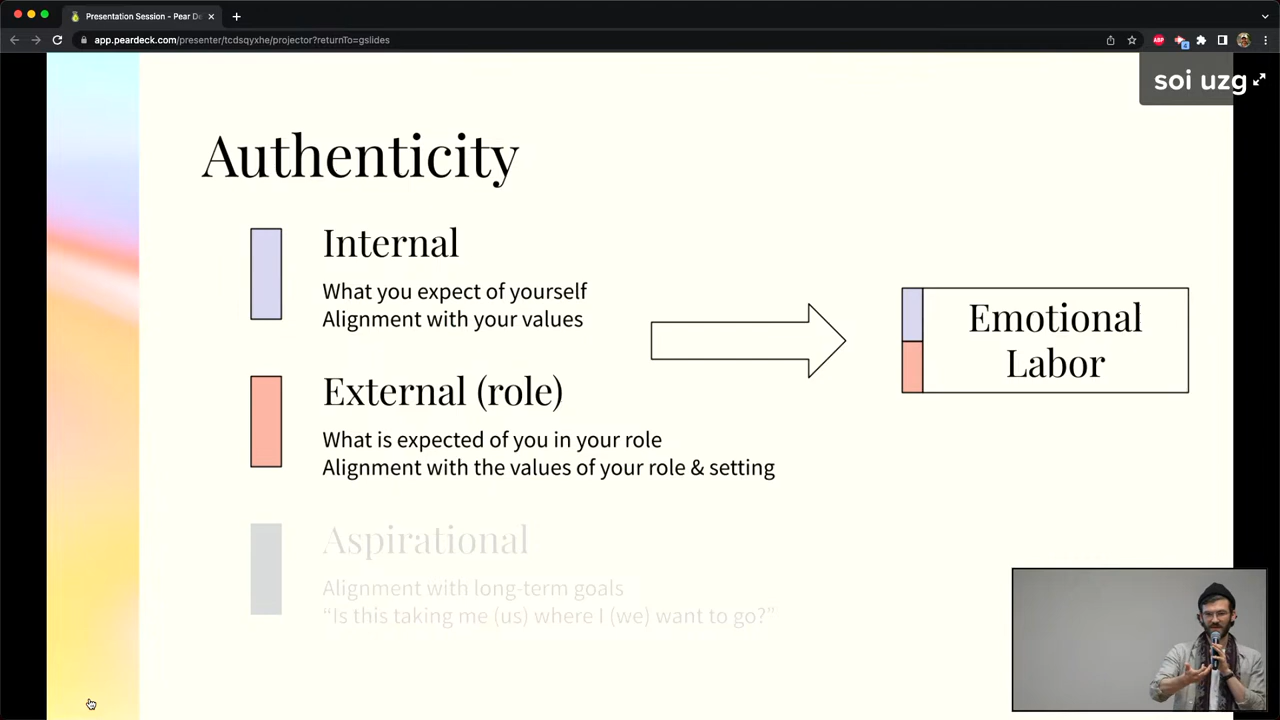 Presentation Session - Pear De
app.peardeck.com/presenter/tcdsqyxhe/projector?returnTo=gslides
ABP
4
soi uzg
Authenticity
Internal
What you expect of yourself
Alignment with your values
External (role)
What is expected of you in your role
Alignment with the values of your role & setting
Aspirational
Alignment with long-term goals
“Is this taking me (us) where I (we) want to go?”
Emotional
Labor